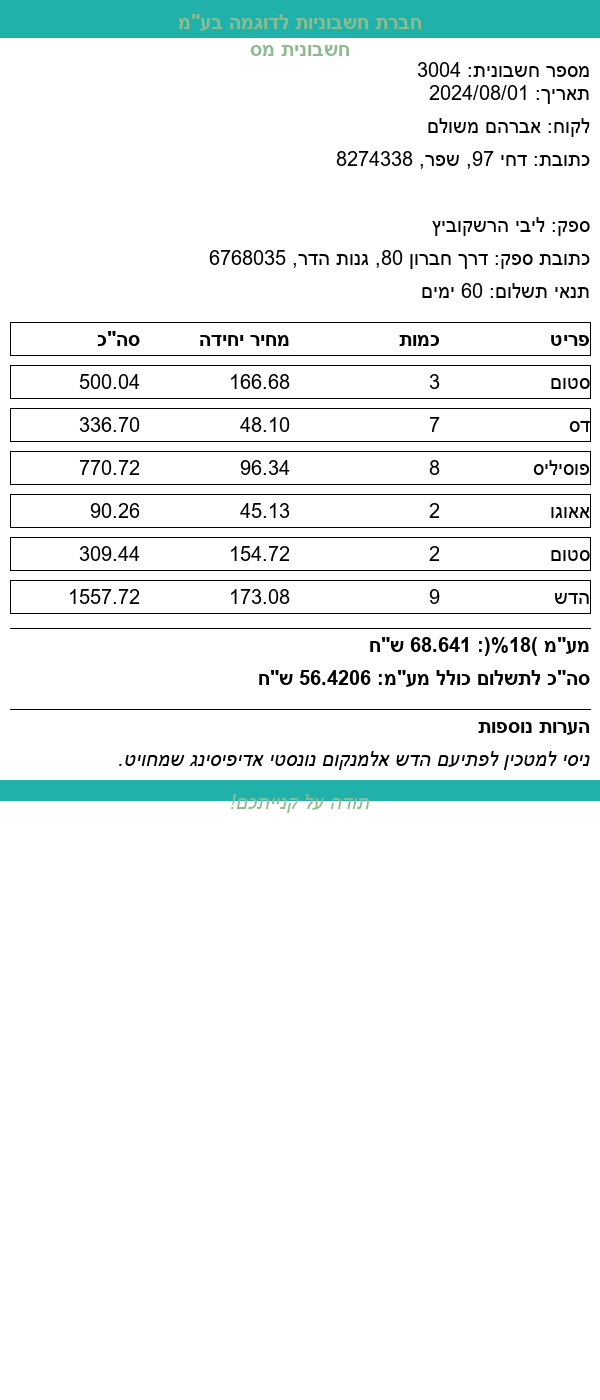 חברת חשבוניות לדוגמה בע"מ
חשבונית מס
מספר חשבונית: 3004
תאריך: 2024/08/01
לקוח: אברהם משולם
כתובת: דחי 97, שפר, 8274338
ספק: ליבי הרשקוביץ
כתובת ספק: דרך חברון 80, גנות הדר, 6768035
תנאי תשלום: 60 ימים
פריט כמות מחיר יחידה סה"כ
סטום 3 166.68 500.04
דס 7 48.10 336.70
פוסיליס 8 96.34 770.72
אאוגו 2 45.13 90.26
סטום 2 154.72 309.44
הדש 9 173.08 1557.72
מע"מ )18%(: 68.641 ש"ח
סה"כ לתשלום כולל מע"מ: 56.4206 ש"ח
הערות נוספות
ניסי למטכין לפתיעם הדש אלמנקום נונסטי אדיפיסינג שמחויט.
תודה על קנייתכם!